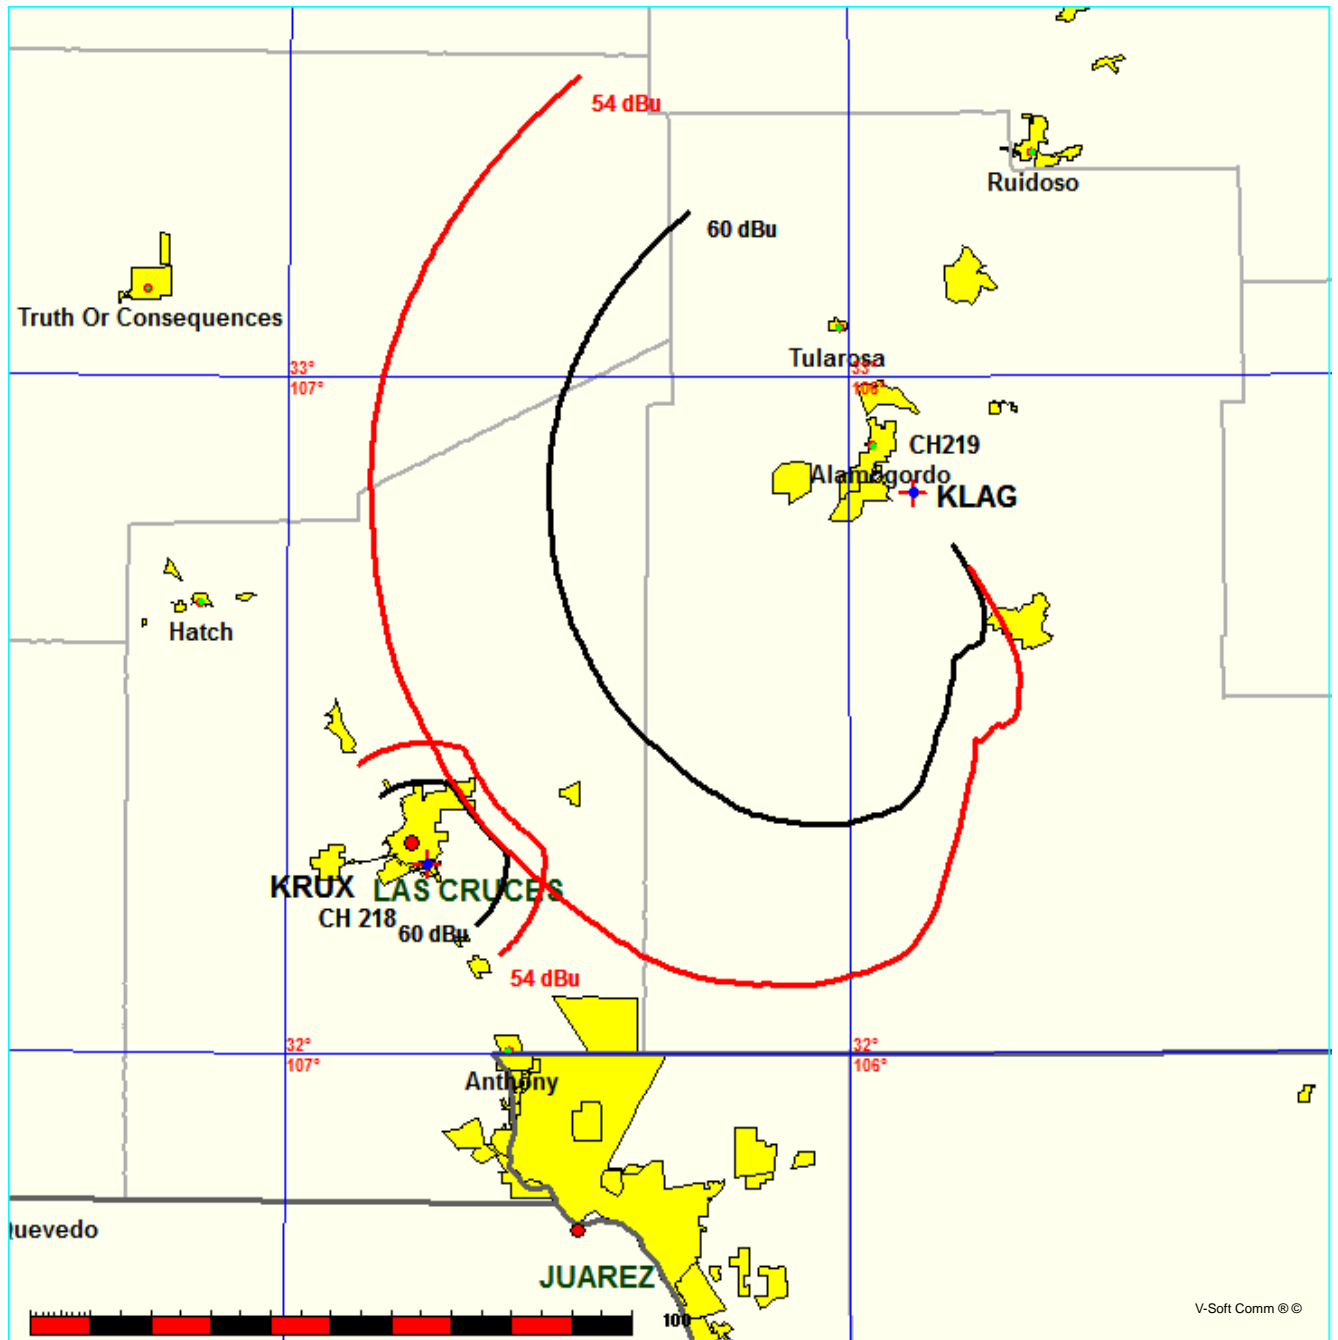 54 dBu
Ruidoso
60 dBu
Truth Or Consequences
Tularosa
33°
107°
33°
106°
CH219
Alamogordo
KLAG
Hatch
KRUX
LAS CRUCES
CH 218
60 dBu
54 dBu
32°
107°
32°
106°
Anthony
uevedo
JUAREZ
100
V-Soft Comm ® ©